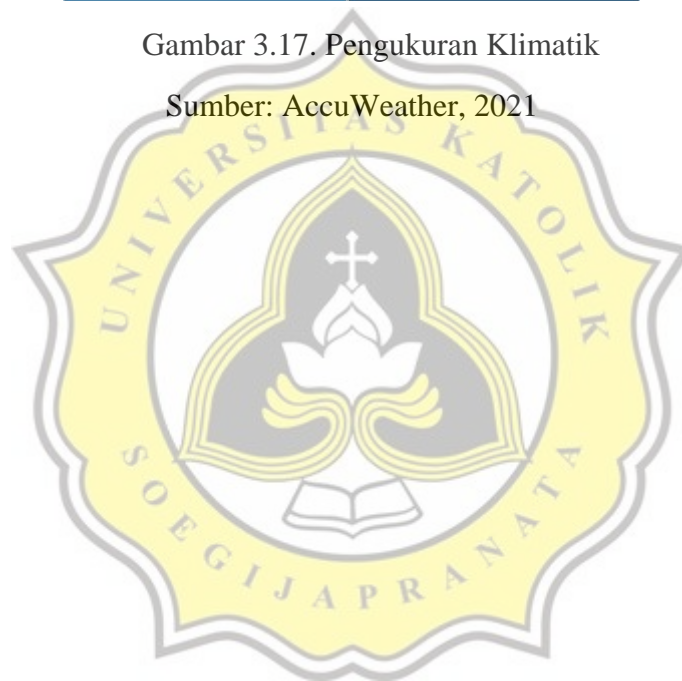 Gambar 3.17. Pengukuran Klimatik
Sumber: AccuWeather, 2021
UNIVERSITAS KATOLIK
SOEGIJAPRANATA